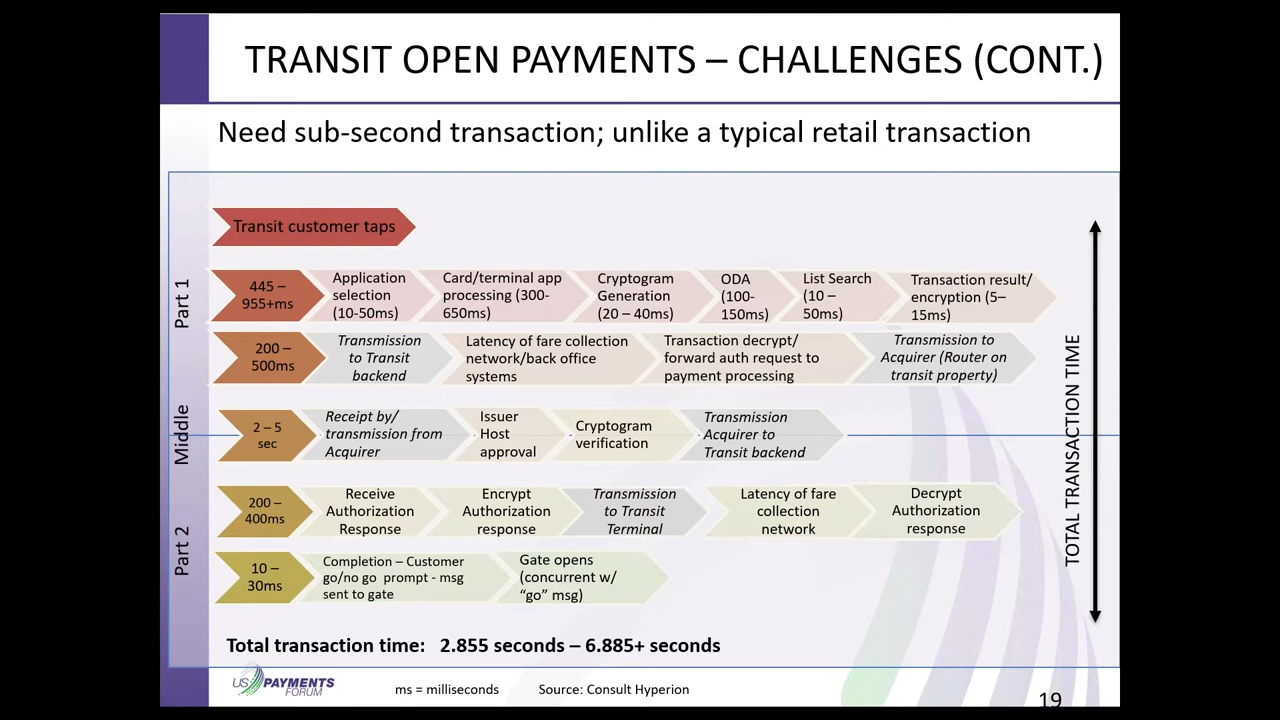 TRANSIT OPEN PAYMENTS – CHALLENGES (CONT.)
Need sub-second transaction; unlike a typical retail transaction
Transit customer taps
Part 1
445 –
955+ms
Application
selection
(10-50ms)
Card/terminal app
processing (300-
650ms)
Cryptogram
Generation
(20 – 40ms)
ODA
(100-
150ms)
List Search
(10 –
50ms)
Transaction result/
encryption (5–
15ms)
200 –
500ms
Transmission
to Transit
backend
Latency of fare collection
network/back office
systems
Transaction decrypt/
forward auth request to
payment processing
Transmission to
Acquirer (Router on
transit property)
Middle
2 – 5
sec
Receipt by/
transmission from
Acquirer
Issuer
Host
approval
Cryptogram
verification
Transmission
Acquirer to
Transit backend
Part 2
200 –
400ms
Receive
Authorization
Response
Encrypt
Authorization
response
Transmission
to Transit
Terminal
Latency of fare
collection
network
Decrypt
Authorization
response
10 –
30ms
Completion – Customer
go/no go prompt - msg
sent to gate
Gate opens
(concurrent w/
“go” msg)
TOTAL TRANSACTION TIME
Total transaction time: 2.855 seconds – 6.885+ seconds
US PAYMENTS
FORUM
ms = milliseconds
Source: Consult Hyperion
19